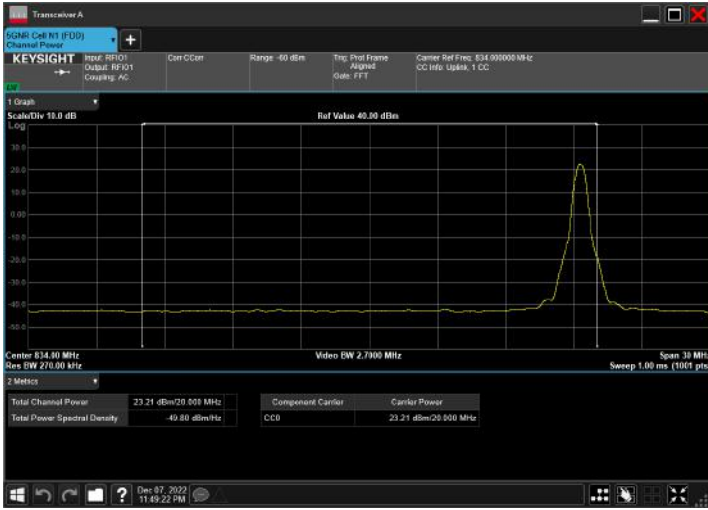 Transceiver A
5GNR Cell N1 (FDD)
Channel Power
KEYSIGHT
Input: RFIO1
Output: RFIO1
Coupling: AC
Corr CCorr
Range -60 dBm
Trig: Prot Frame
Aligned
Gate: FFT
Carrier Ref Freq: 834.000000 MHz
CC Info: Uplink, 1 CC
1 Graph
Scale/Div 10.0 dB
Ref Value 40.00 dBm
Log
30.0
20.0
10.0
0.00
-10.0
-20.0
-30.0
-40.0
-50.0
Center 834.00 MHz
Video BW 2.7000 MHz
Span 30 MHz
Res BW 270.00 kHz
Sweep 1.00 ms (1001 pts
2 Metrics
Total Channel Power 23.21 dBm/20.000 MHz
Total Power Spectral Density -49.80 dBm/Hz
Component Carrier Carrier Power
CC0 23.21 dBm/20.000 MHz
?
Dec 07, 2022
11:49:22 PM